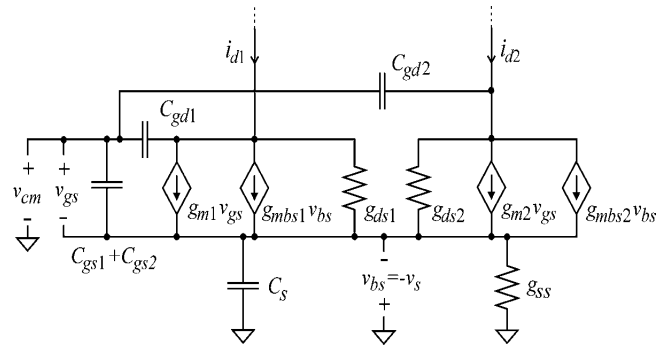 i_d1
i_d2
C_gd2
C_gd1
+ +
v_cm v_gs
- -
g_m1 v_gs
g_mbs1 v_bs
g_ds1
g_ds2
g_m2 v_gs
g_mbs2 v_bs
C_gs1+C_gs2
C_s
-
v_bs=-v_s
+
g_ss